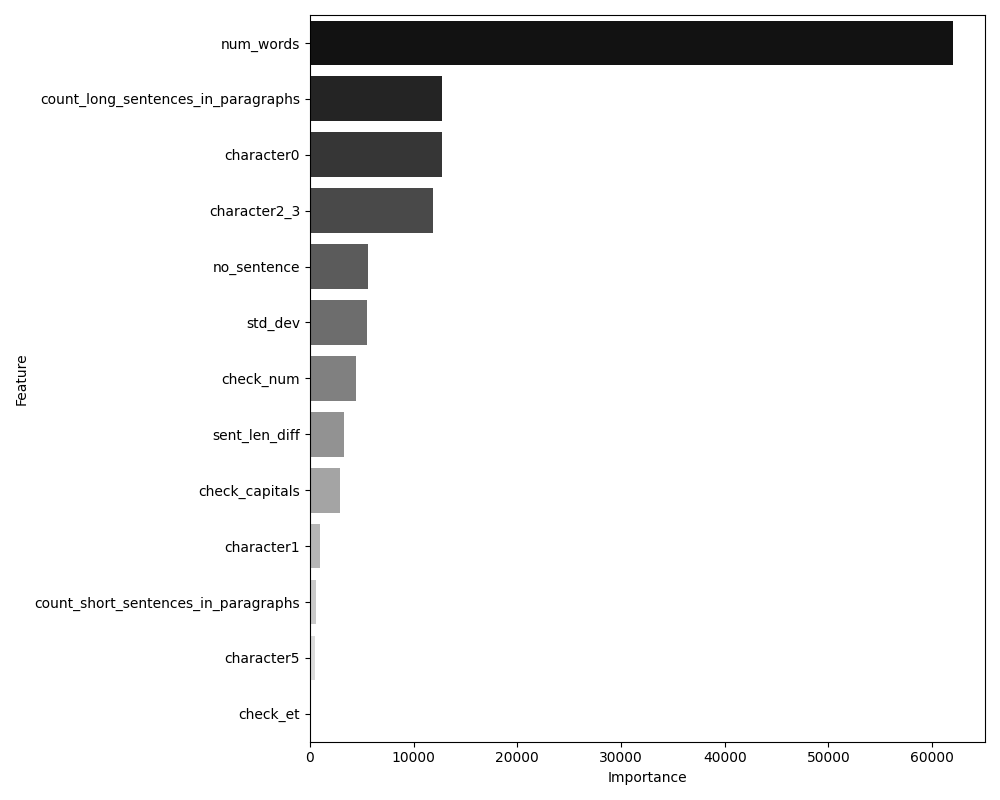 num_words
count_long_sentences_in_paragraphs
character0
character2_3
no_sentence
std_dev
check_num
sent_len_diff
check_capitals
character1
count_short_sentences_in_paragraphs
character5
check_et
Feature
0 10000 20000 30000 40000 50000 60000
Importance